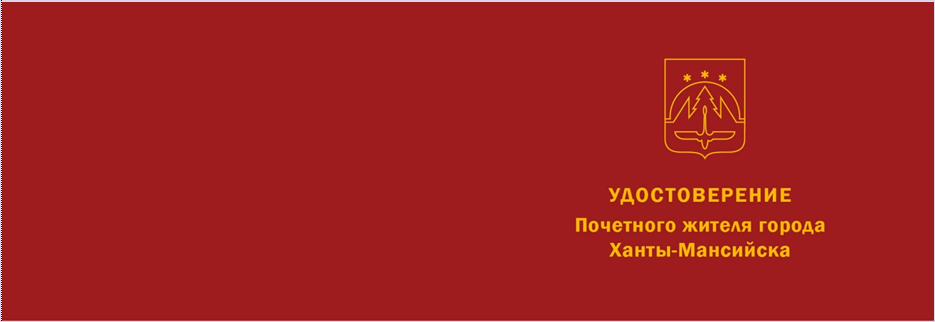 УДОСТОВЕРЕНИЕ
Почетного жителя города
Ханты-Мансийска